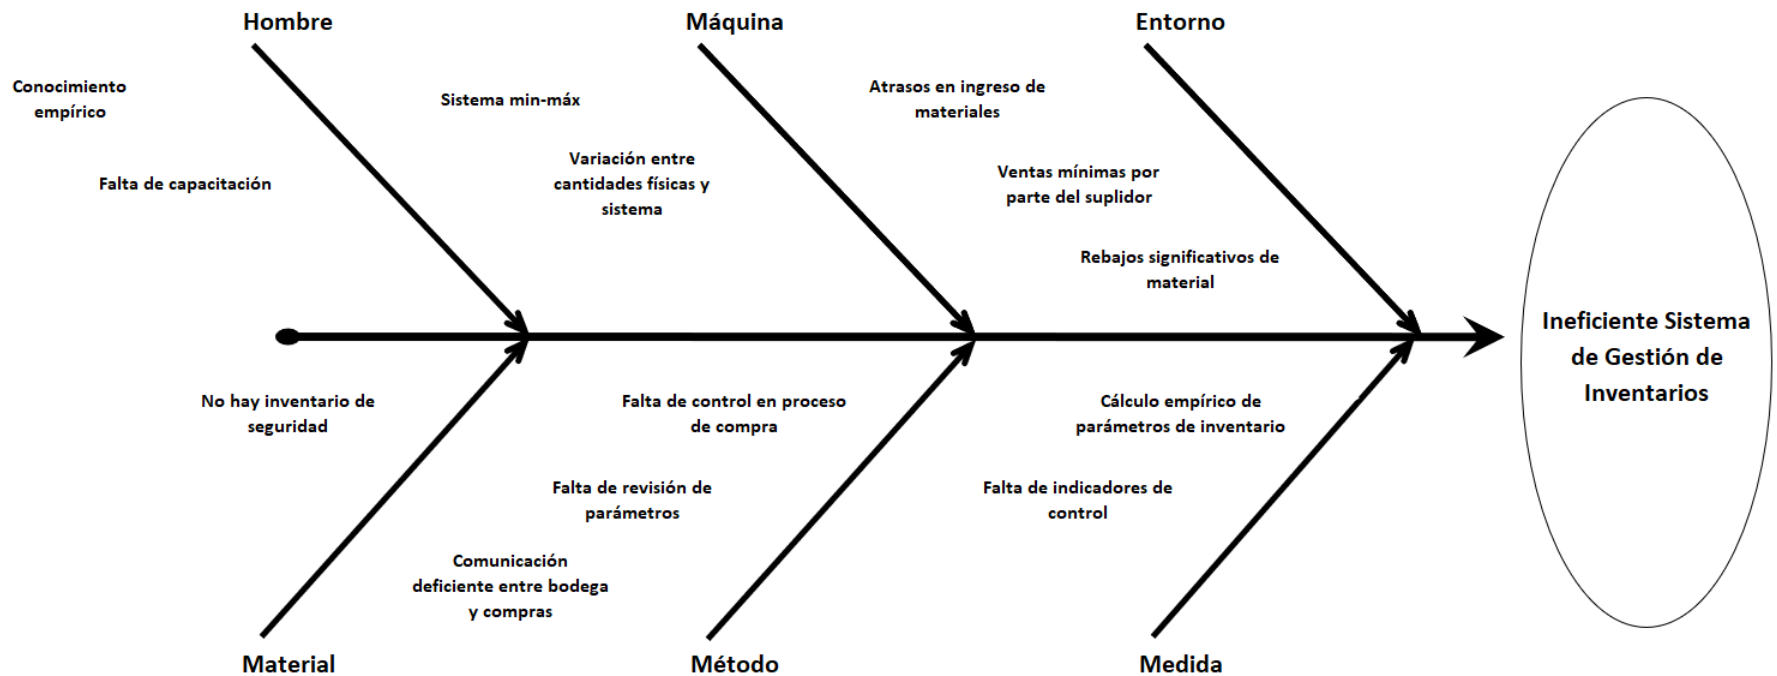 Hombre
Máquina
Entorno
Conocimiento
empírico
Falta de capacitación
Sistema min-máx
Variación entre
cantidades físicas y
sistema
Atrasos en ingreso de
materiales
Ventas mínimas por
parte del suplidor
Rebajos significativos de
material
Ineficiente Sistema
de Gestión de
Inventarios
No hay inventario de
seguridad
Falta de control en proceso
de compra
Falta de revisión de
parámetros
Comunicación
deficiente entre bodega
y compras
Cálculo empírico de
parámetros de inventario
Falta de indicadores de
control
Material
Método
Medida